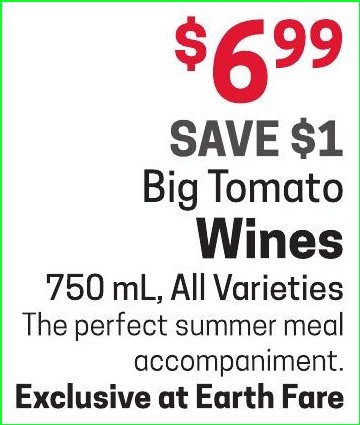 $6.99
SAVE $1
Big Tomato
Wines
750 mL, All Varieties
The perfect summer meal
accompaniment.
Exclusive at Earth Fare